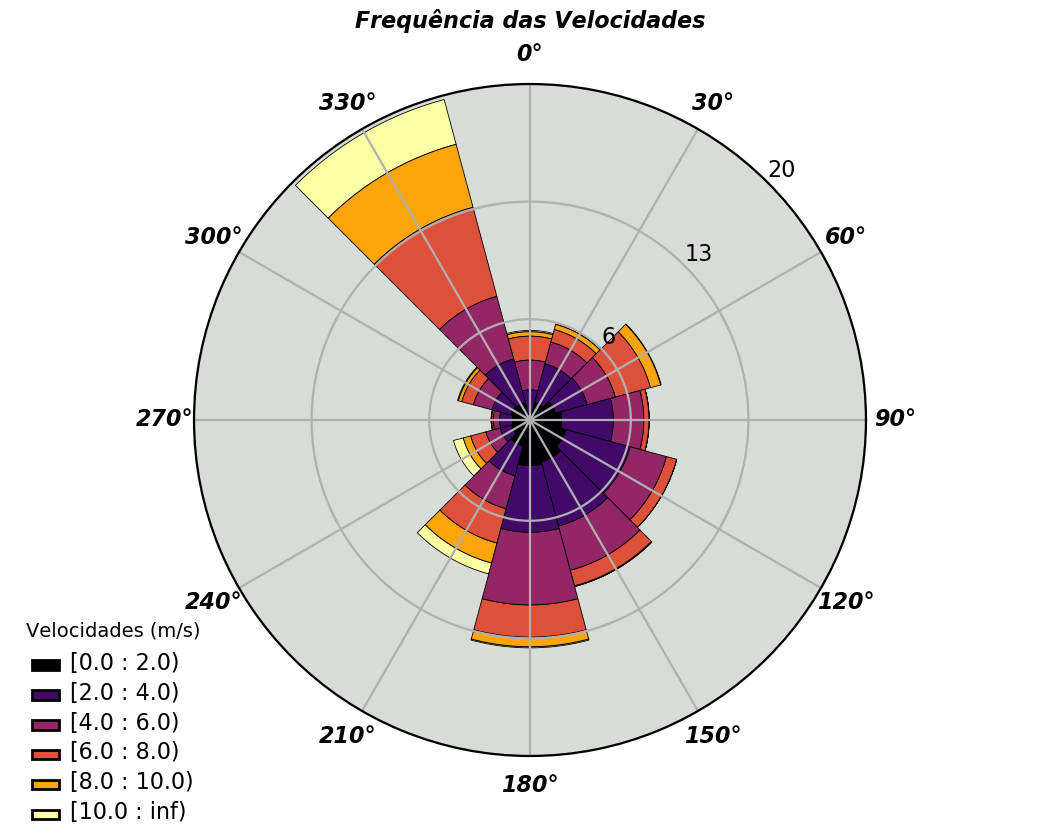 Frequência das Velocidades
0°
330°
30°
20
300°
60°
13
6
270°
90°
240°
120°
210°
150°
180°
Velocidades (m/s)
[0.0 : 2.0)
[2.0 : 4.0)
[4.0 : 6.0)
[6.0 : 8.0)
[8.0 : 10.0)
[10.0 : inf)